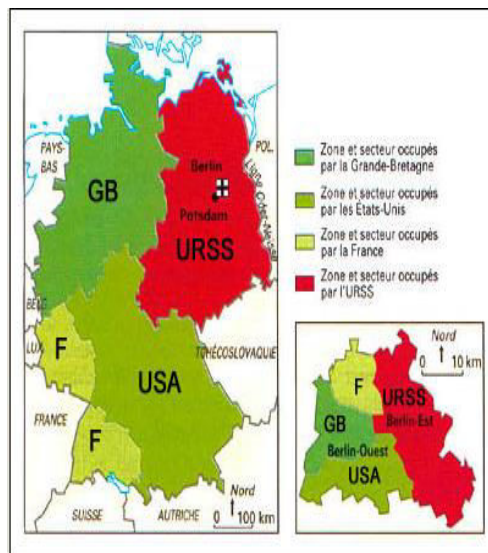 PAYS-
BAS
GB
Berlin
Potsdam
URSS
POL.
Ligne Oder-Neisse
BELG.
LUX.
F
USA
TCHÉCOSLOVAQUIE
FRANCE
F
SUISSE
AUTRICHE
Nord
0 100 km
Zone et secteur occupés
par la Grande-Bretagne
Zone et secteur occupés
par les États-Unis
Zone et secteur occupés
par la France
Zone et secteur occupés
par l'URSS
Nord
0 10 km
F
URSS
GB
Berlin-Est
Berlin-Ouest
USA